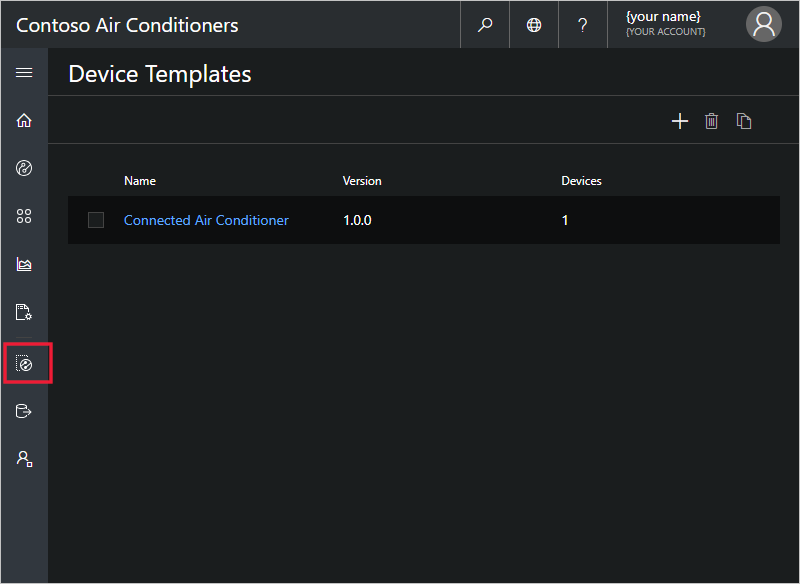 Contoso Air Conditioners
?
{your name}
{YOUR ACCOUNT}
Device Templates
Name Version Devices
Connected Air Conditioner 1.0.0 1